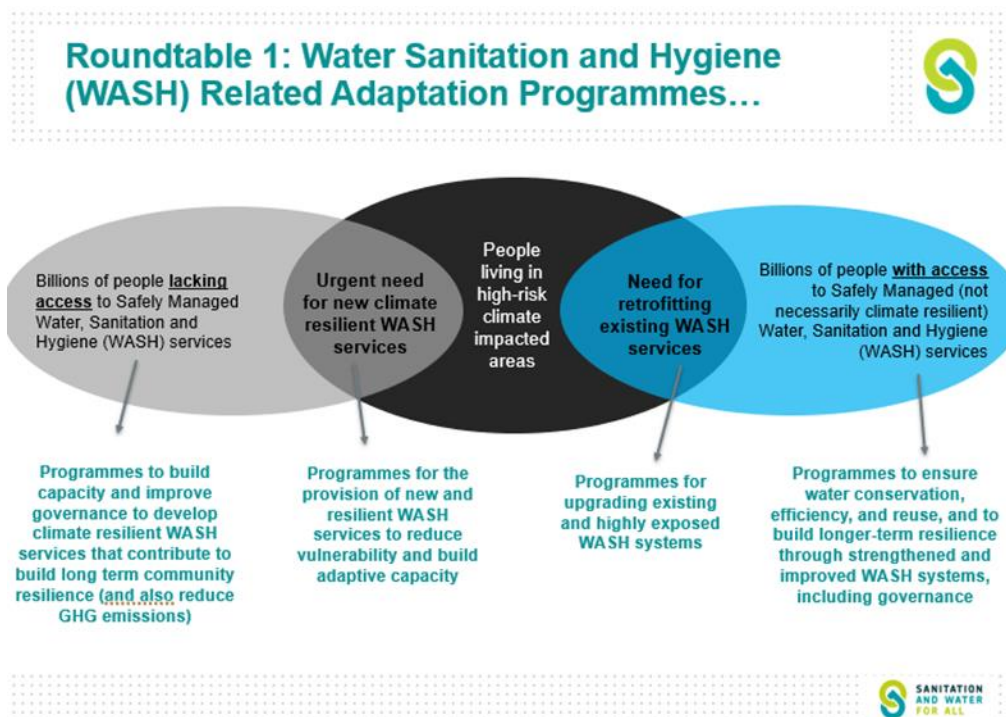 Roundtable 1: Water Sanitation and Hygiene
(WASH) Related Adaptation Programmes…
Billions of people lacking
access to Safely Managed
Water, Sanitation and
Hygiene (WASH) services
Urgent need
for new climate
resilient WASH
services
People
living in
high-risk
climate
impacted
areas
Need for
retrofitting
existing WASH
services
Billions of people with access
to Safely Managed (not
necessarily climate resilient)
Water, Sanitation and Hygiene
(WASH) services
Programmes to build
capacity and improve
governance to develop
climate resilient WASH
services that contribute to
build long term community
resilience (and also reduce
GHG emissions)
Programmes for the
provision of new and
resilient WASH
services to reduce
vulnerability and build
adaptive capacity
Programmes for
upgrading existing
and highly exposed
WASH systems
Programmes to ensure
water conservation,
efficiency, and reuse, and to
build longer-term resilience
through strengthened and
improved WASH systems,
including governance
SANITATION
AND WATER
FOR ALL